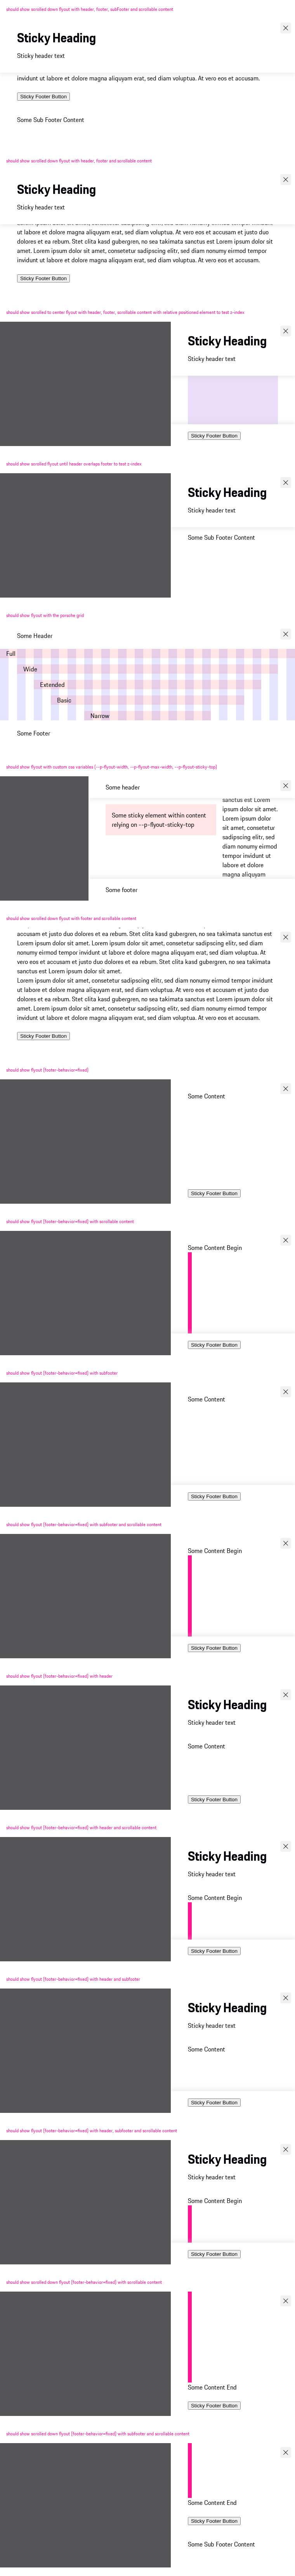 should show scrolled down flyout with header, footer, subFooter and scrollable content
Sticky Heading
Sticky header text
invidunt ut labore et dolore magna aliquyam erat, sed diam voluptua. At vero eos et accusam.
Sticky Footer Button
Some Sub Footer Content
should show scrolled down flyout with header, footer and scrollable content
Sticky Heading
Sticky header text
ut labore et dolore magna aliquyam erat, sed diam voluptua. At vero eos et accusam et justo duo
dolores et ea rebum. Stet clita kasd gubergren, no sea takimata sanctus est Lorem ipsum dolor sit
amet. Lorem ipsum dolor sit amet, consetetur sadipscing elitr, sed diam nonumy eirmod tempor
invidunt ut labore et dolore magna aliquyam erat, sed diam voluptua. At vero eos et accusam.
Sticky Footer Button
should show scrolled to center flyout with header, footer, scrollable content with relative positioned element to test z-index
Sticky Heading
Sticky header text
Sticky Footer Button
should show scrolled flyout until header overlaps footer to test z-index
Sticky Heading
Sticky header text
Some Sub Footer Content
should show flyout with the porsche grid
Some Header
Full
Wide
Extended
Basic
Narrow
Some Footer
should show flyout with custom css variables (--p-flyout-width, --p-flyout-max-width, --p-flyout-sticky-top)
Some header
Some sticky element within content
relying on --p-flyout-sticky-top
sanctus est Lorem
ipsum dolor sit amet.
Lorem ipsum dolor
sit amet, consetetur
sadipscing elitr, sed
diam nonumy eirmod
tempor invidunt ut
labore et dolore
magna aliquyam
Some footer
should show scrolled down flyout with footer and scrollable content
accusam et justo duo dolores et ea rebum. Stet clita kasd gubergren, no sea takimata sanctus est
Lorem ipsum dolor sit amet. Lorem ipsum dolor sit amet, consetetur sadipscing elitr, sed diam
nonumy eirmod tempor invidunt ut labore et dolore magna aliquyam erat, sed diam voluptua. At vero
eos et accusam et justo duo dolores et ea rebum. Stet clita kasd gubergren, no sea takimata
sanctus est Lorem ipsum dolor sit amet.
Lorem ipsum dolor sit amet, consetetur sadipscing elitr, sed diam nonumy eirmod tempor invidunt
ut labore et dolore magna aliquyam erat, sed diam voluptua. At vero eos et accusam et justo duo
dolores et ea rebum. Stet clita kasd gubergren, no sea takimata sanctus est Lorem ipsum dolor sit
amet. Lorem ipsum dolor sit amet, consetetur sadipscing elitr, sed diam nonumy eirmod tempor
invidunt ut labore et dolore magna aliquyam erat, sed diam voluptua. At vero eos et accusam.
Sticky Footer Button
should show flyout (footer-behavior=fixed)
Some Content
Sticky Footer Button
should show flyout (footer-behavior=fixed) with scrollable content
Some Content Begin
Sticky Footer Button
should show flyout (footer-behavior=fixed) with subfooter
Some Content
Sticky Footer Button
should show flyout (footer-behavior=fixed) with subfooter and scrollable content
Some Content Begin
Sticky Footer Button
should show flyout (footer-behavior=fixed) with header
Sticky Heading
Sticky header text
Some Content
Sticky Footer Button
should show flyout (footer-behavior=fixed) with header and scrollable content
Sticky Heading
Sticky header text
Some Content Begin
Sticky Footer Button
should show flyout (footer-behavior=fixed) with header and subfooter
Sticky Heading
Sticky header text
Some Content
Sticky Footer Button
should show flyout (footer-behavior=fixed) with header, subfooter and scrollable content
Sticky Heading
Sticky header text
Some Content Begin
Sticky Footer Button
should show scrolled down flyout (footer-behavior=fixed) with scrollable content
Some Content End
Sticky Footer Button
should show scrolled down flyout (footer-behavior=fixed) with subfooter and scrollable content
Some Content End
Sticky Footer Button
Some Sub Footer Content